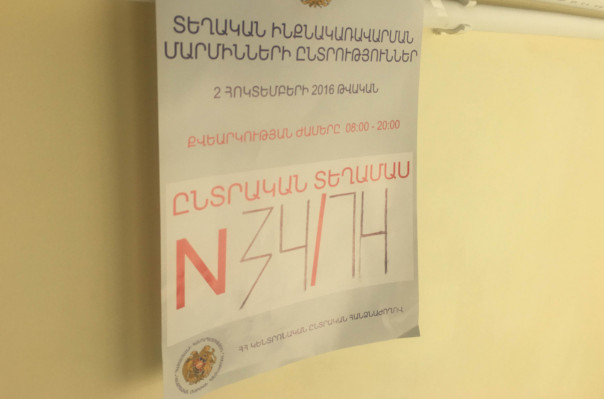 ՏԵՂԱԿԱՆ ԻՆՔՆԱԿԱՌԱՎԱՐՄԱՆ
ՄԱՐՄԻՆՆԵՐԻ ԸՆՏՐՈՒԹՅՈՒՆՆԵՐ
2 ՀՈԿՏԵՄԲԵՐԻ 2016 ԹՎԱԿԱՆ
ՔՎԵԱՐԿՈՒԹՅԱՆ ԺԱՄԵՐԸ 08:00 - 20:00
ԸՆՏՐԱԿԱՆ ՏԵՂԱՄԱՍ
N 34/74
ՀՀ ԿԵՆՏՐՈՆԱԿԱՆ ԸՆՏՐԱԿԱՆ ՀԱՆՁՆԱԺՈՂՈՎ